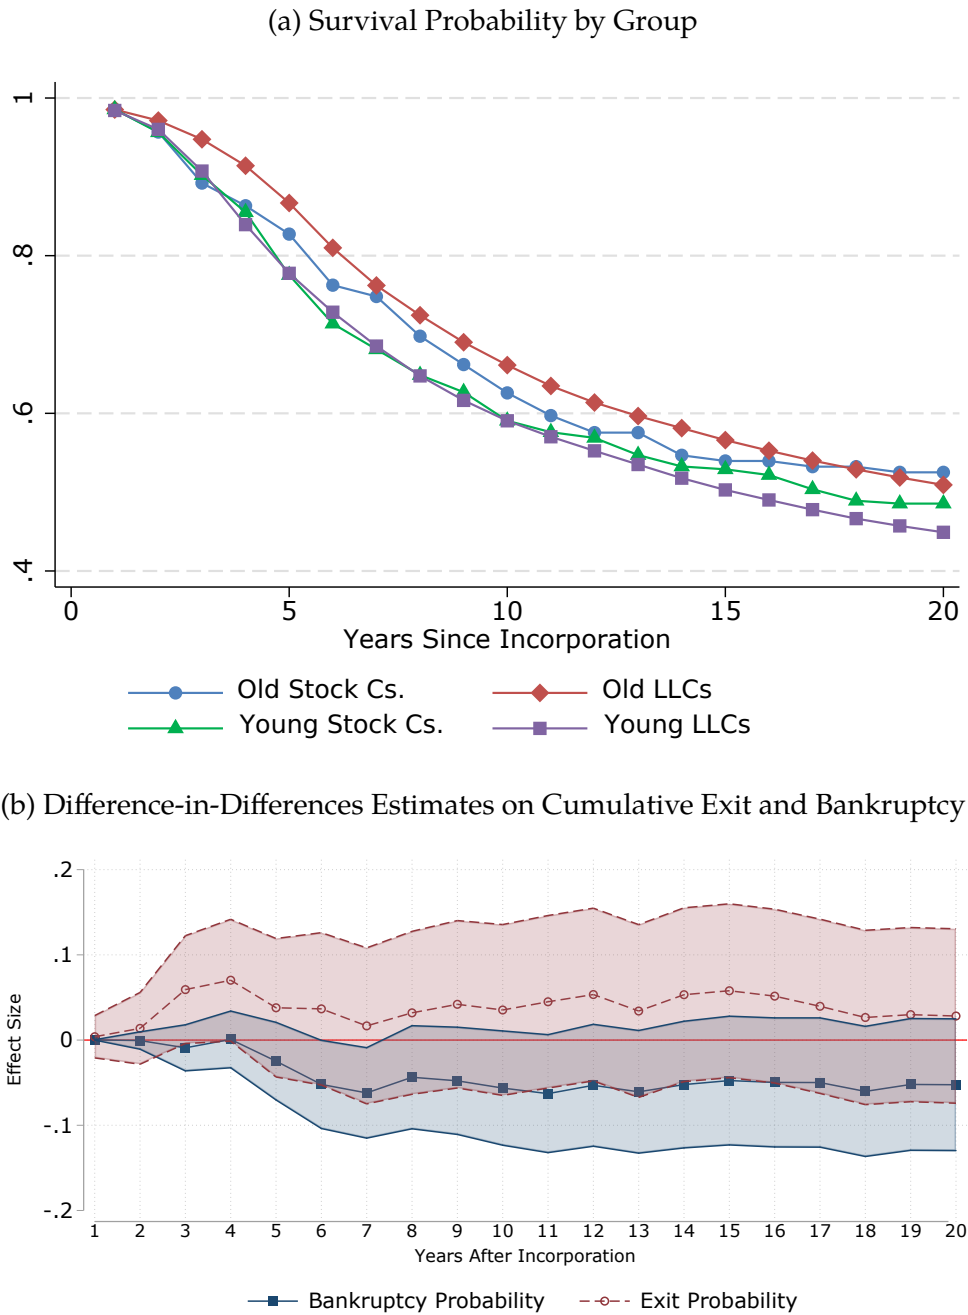 (a) Survival Probability by Group
1
.8
.6
.4
0 5 10 15 20
Years Since Incorporation
Old Stock Cs. Old LLCs
Young Stock Cs. Young LLCs
(b) Difference-in-Differences Estimates on Cumulative Exit and Bankruptcy
.2
.1
0
-.1
-.2
Effect Size
1 2 3 4 5 6 7 8 9 10 11 12 13 14 15 16 17 18 19 20
Years After Incorporation
Bankruptcy Probability Exit Probability